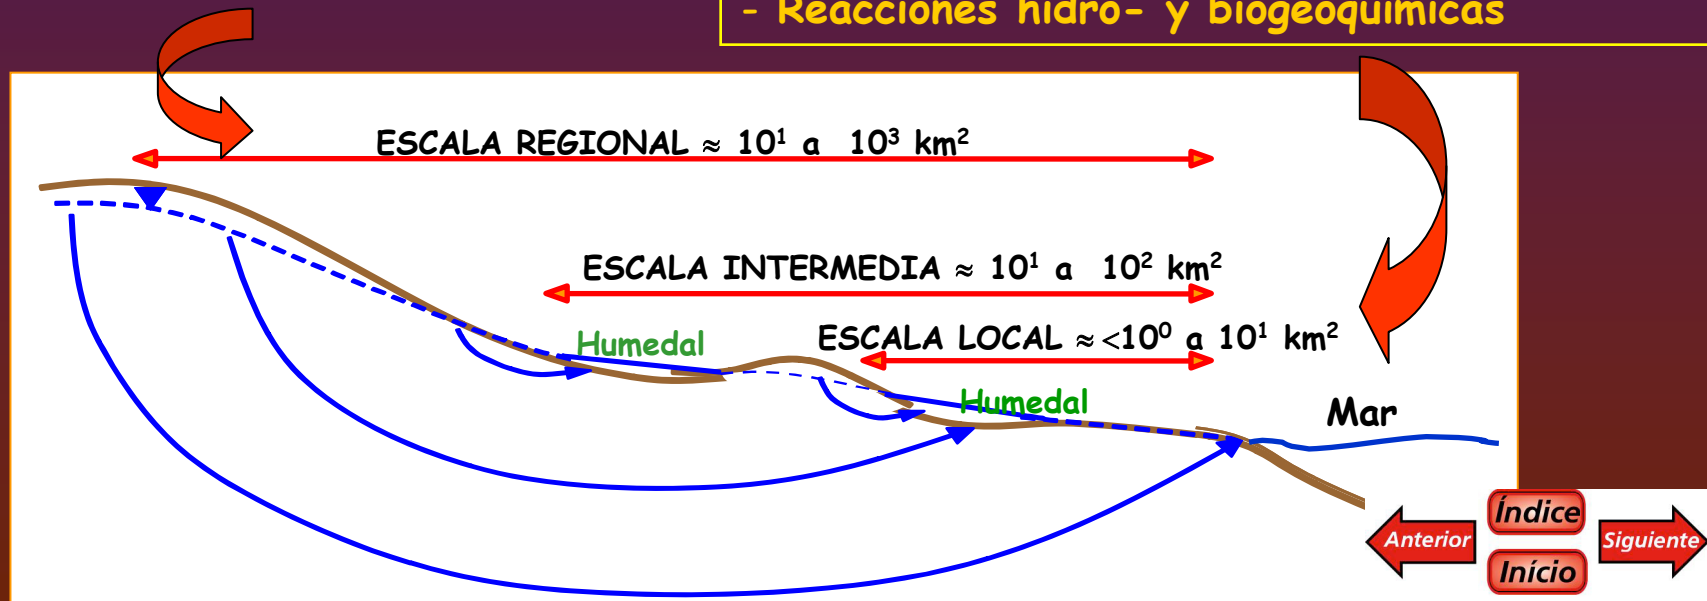 - Reacciones hidro- y biogeoquímicas
ESCALA REGIONAL ≈ 10¹ a 10³ km²
ESCALA INTERMEDIA ≈ 10¹ a 10² km²
ESCALA LOCAL ≈ <10⁰ a 10¹ km²
Humedal
Humedal
Mar
Índice
Anterior
Siguiente
Início